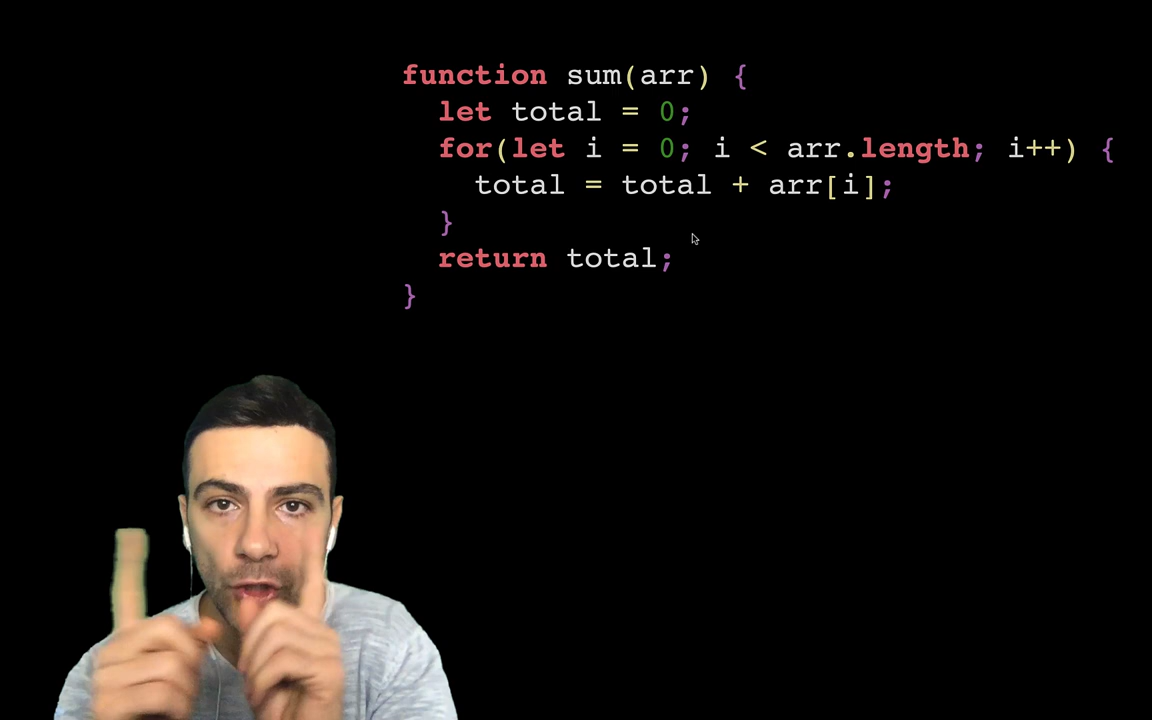 function sum(arr) {
  let total = 0;
  for(let i = 0; i < arr.length; i++) {
    total = total + arr[i];
  }
  return total;
}